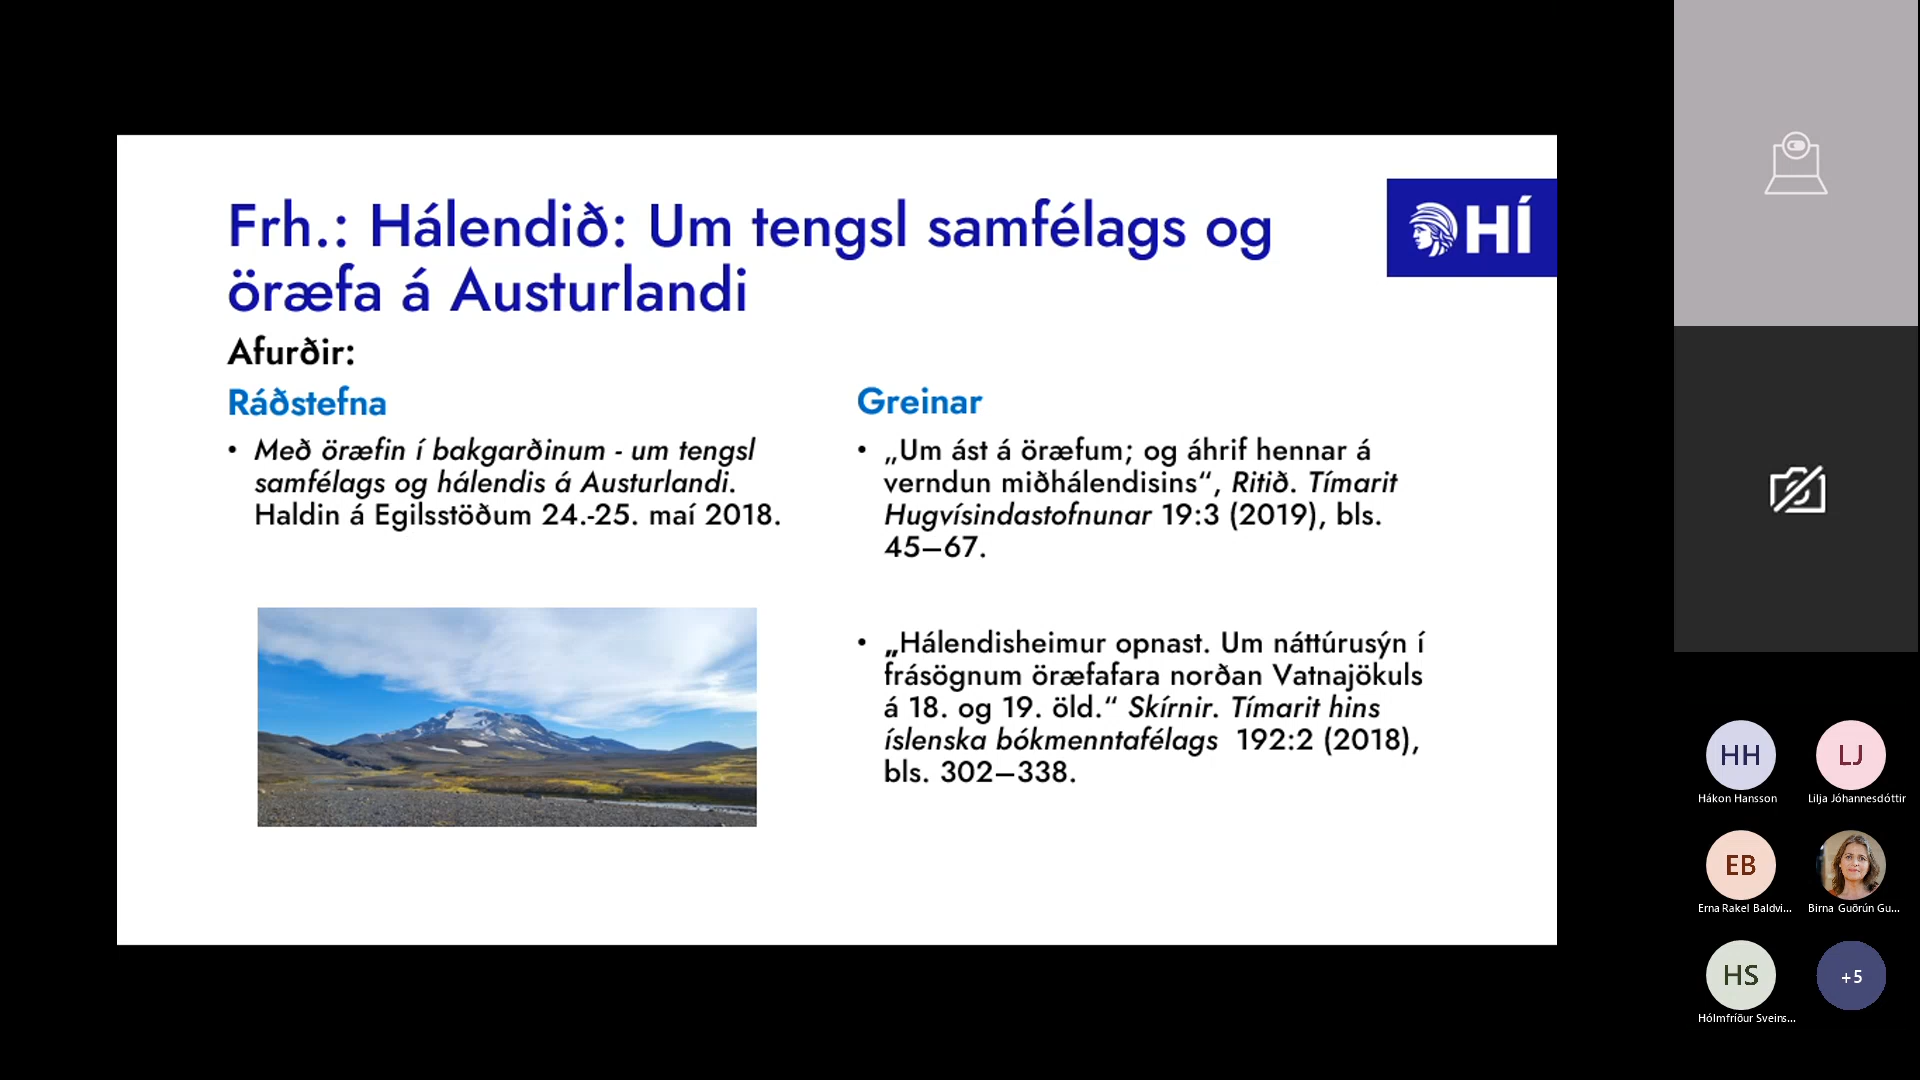 Frh.: Hálendið: Um tengsl samfélags og
öræfa á Austurlandi
HÍ
Afurðir:
Ráðstefna
• Með öræfin í bakgarðinum - um tengsl
samfélags og hálendis á Austurlandi.
Haldin á Egilsstöðum 24.-25. maí 2018.
Greinar
• „Um ást á öræfum; og áhrif hennar á
verndun miðhálendisins“, Ritið. Tímarit
Hugvísindastofnunar 19:3 (2019), bls.
45–67.
• „Hálendisheimur opnast. Um náttúrusýn í
frásögnum öræfafara norðan Vatnajökuls
á 18. og 19. öld.“ Skírnir. Tímarit hins
íslenska bókmenntafélags 192:2 (2018),
bls. 302–338.
HH
Hákon Hansson
LJ
Lilja Jóhannesdóttir
EB
Erna Rakel Baldvi...
Birna Guðrún Gu...
HS
Hólmfríður Sveins...
+5